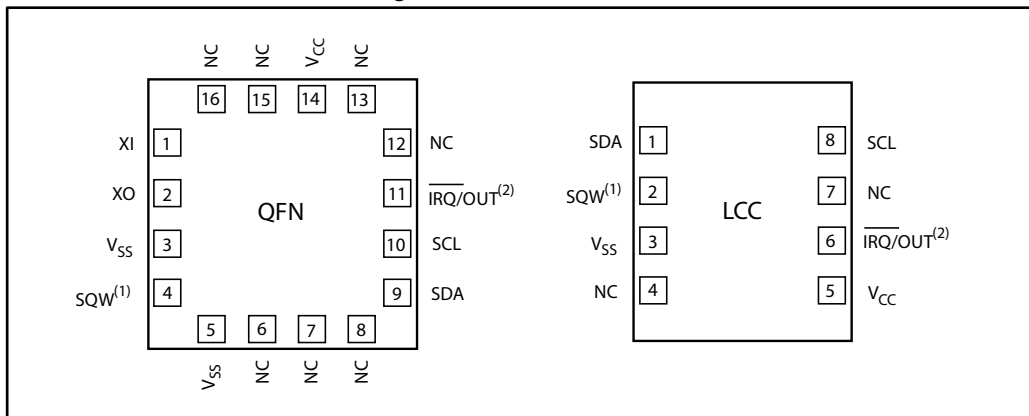 NC NC VCC NC
16 15 14 13
XI 1 12 NC
XO 2 11 IRQ/OUT(2)
QFN
VSS 3 10 SCL
SQW(1) 4 9 SDA
5 6 7 8
VSS NC NC NC
SDA 1 8 SCL
SQW(1) 2 7 NC
LCC
VSS 3 6 IRQ/OUT(2)
NC 4 5 VCC